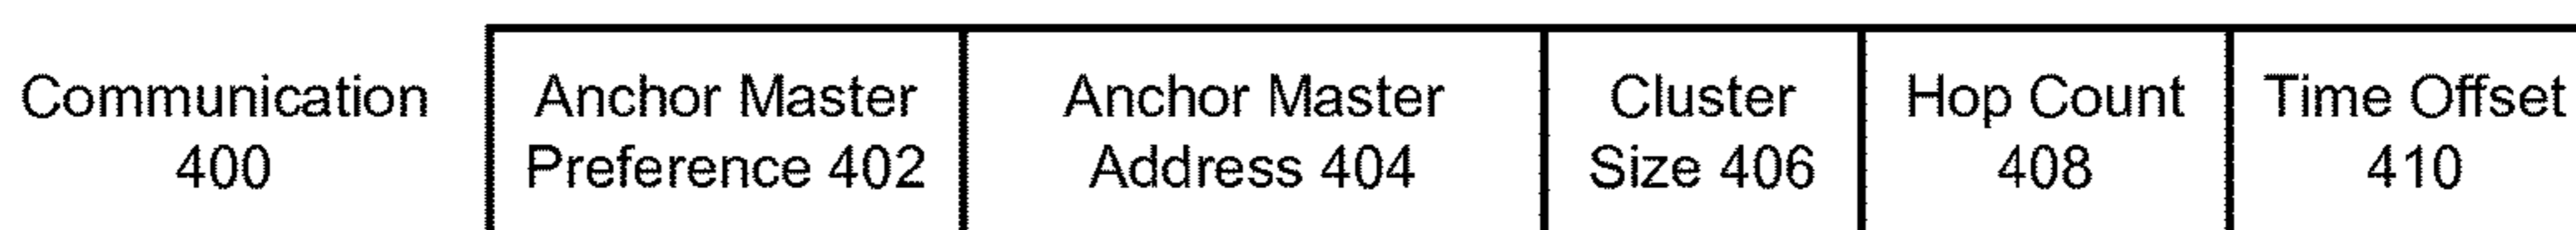 Communication
400
Anchor Master
Preference 402
Anchor Master
Address 404
Cluster
Size 406
Hop Count
408
Time Offset
410